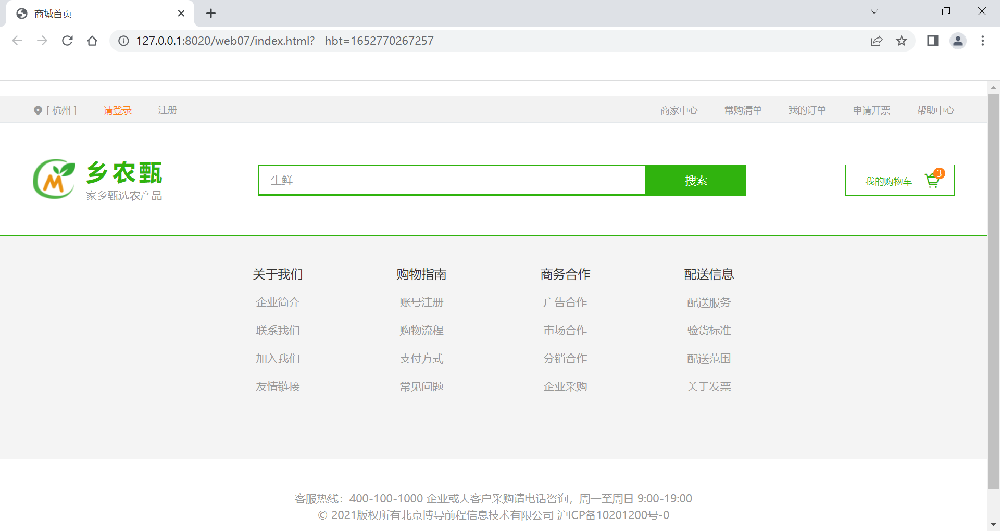 商城首页
127.0.0.1:8020/web07/index.html?__hbt=1652770267257
[ 杭州 ] 请登录 注册 商家中心 常购清单 我的订单 申请开票 帮助中心
乡农甄
家乡甄选农产品
生鲜 搜索 我的购物车 3
关于我们 购物指南 商务合作 配送信息
企业简介 账号注册 广告合作 配送服务
联系我们 购物流程 市场合作 验货标准
加入我们 支付方式 分销合作 配送范围
友情链接 常见问题 企业采购 关于发票
客服热线：400-100-1000 企业或大客户采购请电话咨询，周一至周日 9:00-19:00
© 2021版权所有北京博导前程信息技术有限公司 沪ICP备10201200号-0